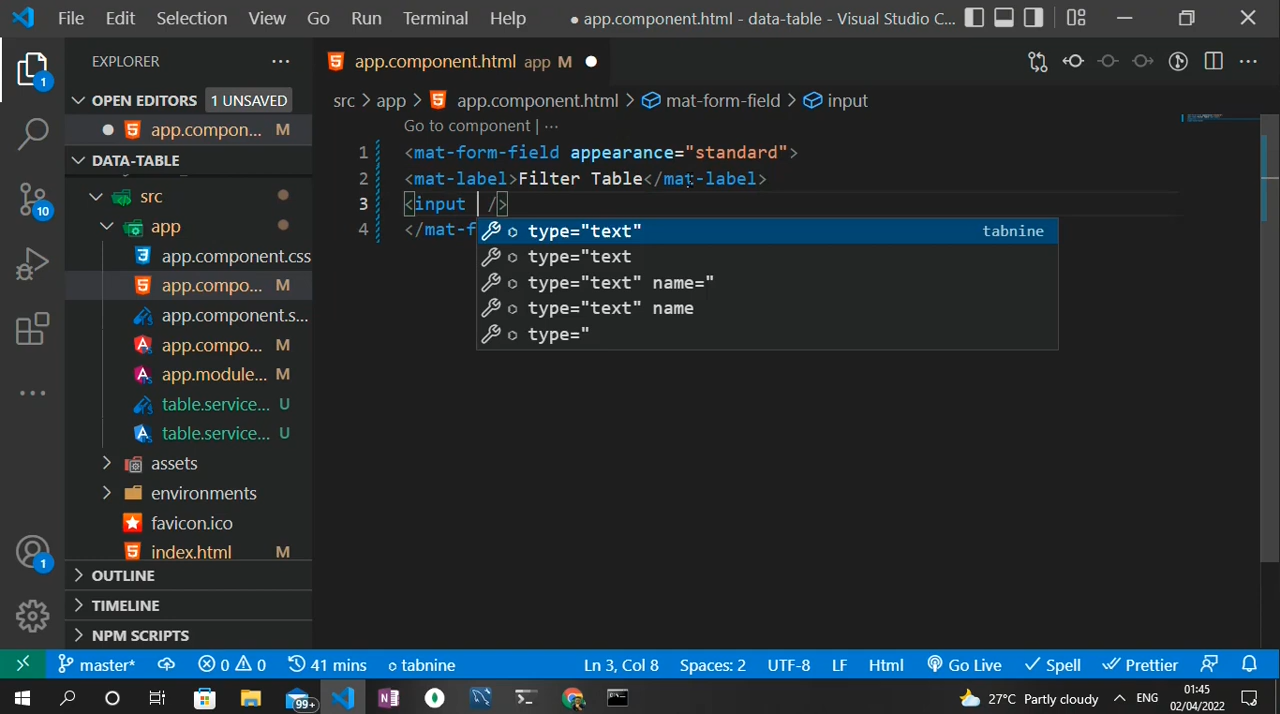 File Edit Selection View Go Run Terminal Help ● app.component.html - data-table - Visual Studio C...
1
EXPLORER ...
app.component.html app M ●
OPEN EDITORS 1 UNSAVED
src > app > app.component.html > mat-form-field > input
● app.compon... M
Go to component | ...
DATA-TABLE
1 <mat-form-field appearance="standard">
2 <mat-label>Filter Table</mat-label>
3 <input />
4 </mat-f
type="text" tabnine
type="text
type="text" name="
type="text" name
type="
src
app
app.component.css
app.compo... M
app.component.s...
app.compo... M
app.module... M
table.service... U
table.service... U
assets
environments
favicon.ico
index.html M
OUTLINE
TIMELINE
NPM SCRIPTS
10
1
master* 0 0 41 mins tabnine Ln 3, Col 8 Spaces: 2 UTF-8 LF Html Go Live Spell Prettier
99+ 27°C Partly cloudy ENG 01:45
02/04/2022